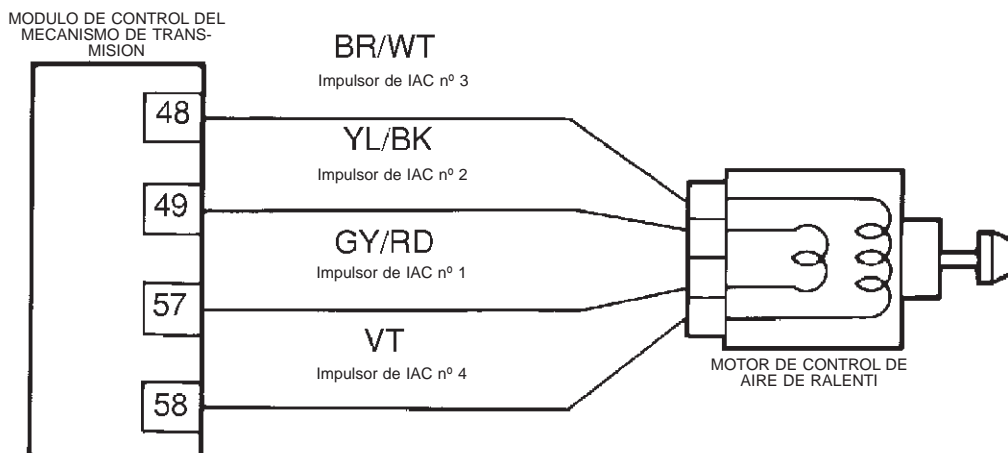 MODULO DE CONTROL DEL
MECANISMO DE TRANS-
MISION
48
BR/WT
Impulsor de IAC nº 3
49
YL/BK
Impulsor de IAC nº 2
57
GY/RD
Impulsor de IAC nº 1
58
VT
Impulsor de IAC nº 4
MOTOR DE CONTROL DE
AIRE DE RALENTI